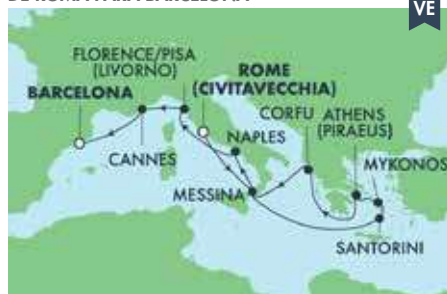 VE
FLORENCE/PISA
(LIVORNO)
ROME
(CIVITAVECCHIA)
BARCELONA
CORFU
ATHENS
(PIRAEUS)
NAPLES
CANNES
MYKONOS
MESSINA
SANTORINI